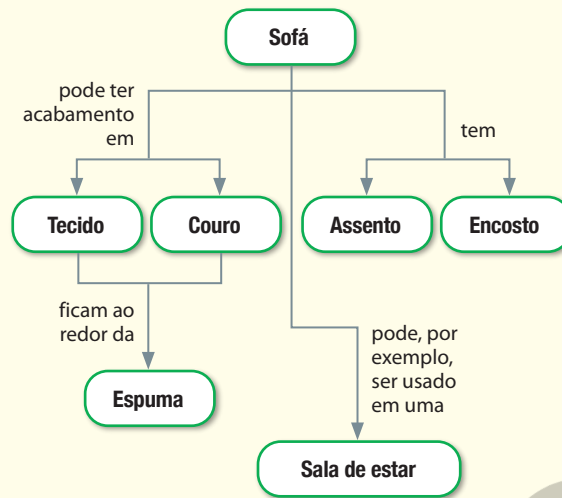 Sofá
pode ter
acabamento
em
tem
Tecido
Couro
Assento
Encosto
ficam ao
redor da
pode, por
exemplo,
ser usado
em uma
Espuma
Sala de estar